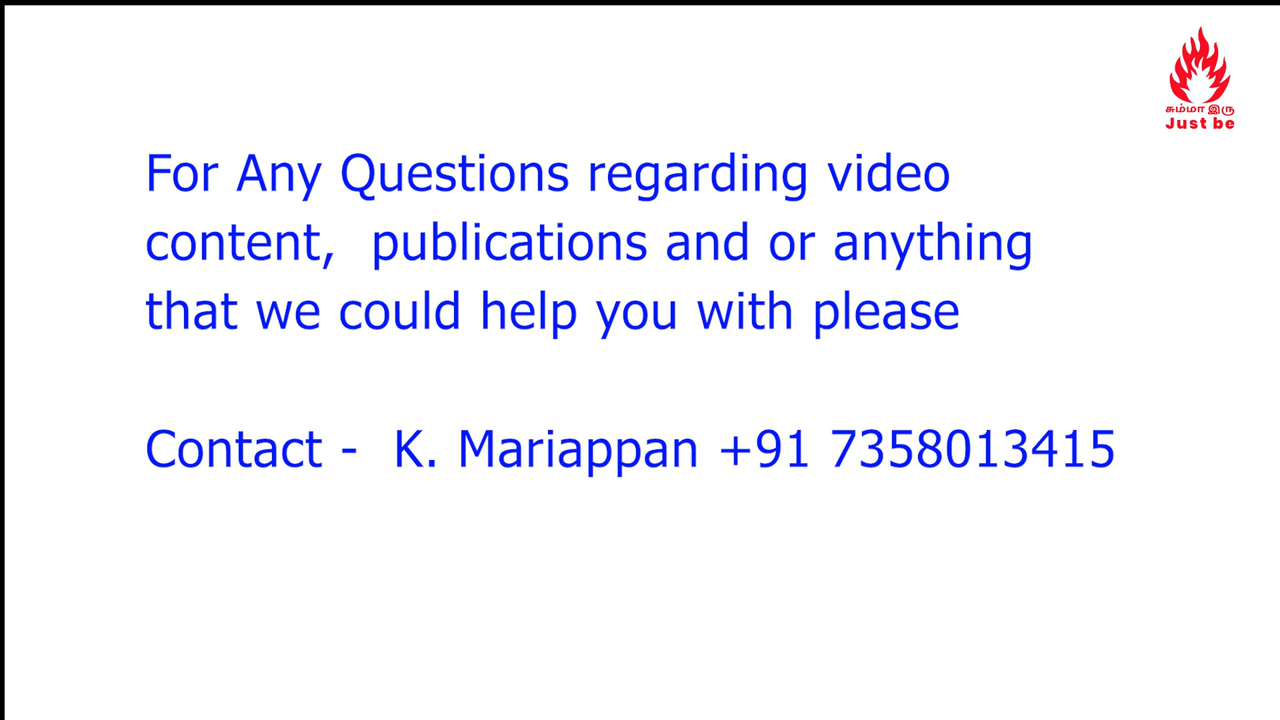 சும்மா இரு
Just be
For Any Questions regarding video
content,  publications and or anything
that we could help you with please
Contact -  K. Mariappan +91 7358013415